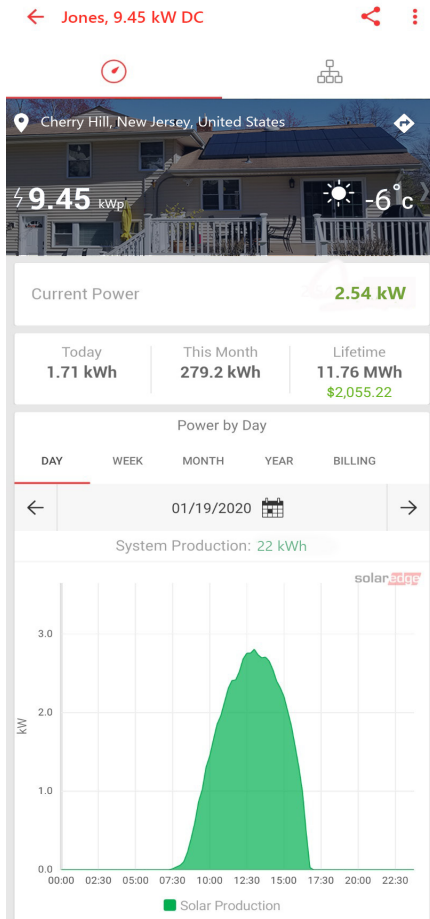 Jones, 9.45 kW DC
Cherry Hill, New Jersey, United States
9.45 kWp
-6°c
Current Power 2.54 kW
Today This Month Lifetime
1.71 kWh 279.2 kWh 11.76 MWh
$2,055.22
Power by Day
DAY WEEK MONTH YEAR BILLING
01/19/2020
System Production: 22 kWh
solaredge
3.0
2.0
kW
1.0
0.0
00:00 02:30 05:00 07:30 10:00 12:30 15:00 17:30 20:00 22:30
Solar Production